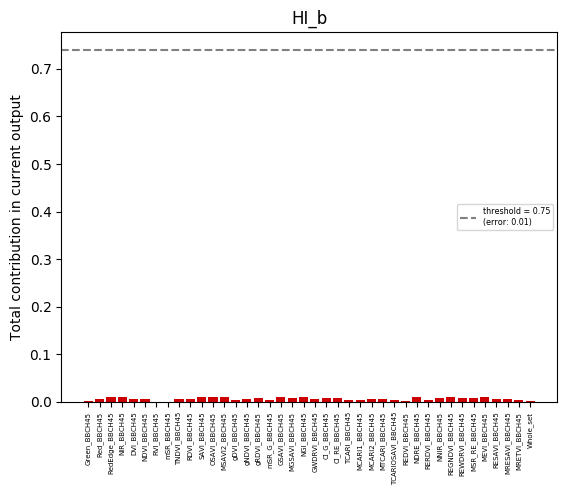 HI_b
Total contribution in current output
0.7
0.6
0.5
0.4
0.3
0.2
0.1
0.0
threshold = 0.75
(error: 0.01)
Green_BBCH45
Red_BBCH45
RedEdge_BBCH45
NIR_BBCH45
DVI_BBCH45
NDVI_BBCH45
RVI_BBCH45
mSR_BBCH45
TNDVI_BBCH45
RDVI_BBCH45
SAVI_BBCH45
OSAVI_BBCH45
MSAVI2_BBCH45
gDVI_BBCH45
gNDVI_BBCH45
gRDVI_BBCH45
mSR_G_BBCH45
GSAVI_BBCH45
MGSAVI_BBCH45
NGI_BBCH45
GWDRVI_BBCH45
CI_G_BBCH45
CI_RE_BBCH45
TCARI_BBCH45
MCARI1_BBCH45
MCARI2_BBCH45
MTCARI_BBCH45
TCARIOSAVI_BBCH45
REDVI_BBCH45
NDRE_BBCH45
RERDVI_BBCH45
NNIR_BBCH45
REGNDVI_BBCH45
REWDRVI_BBCH45
MSR_RE_BBCH45
MEVI_BBCH45
RESAVI_BBCH45
MRESAVI_BBCH45
MRETVI_BBCH45
Whole_set